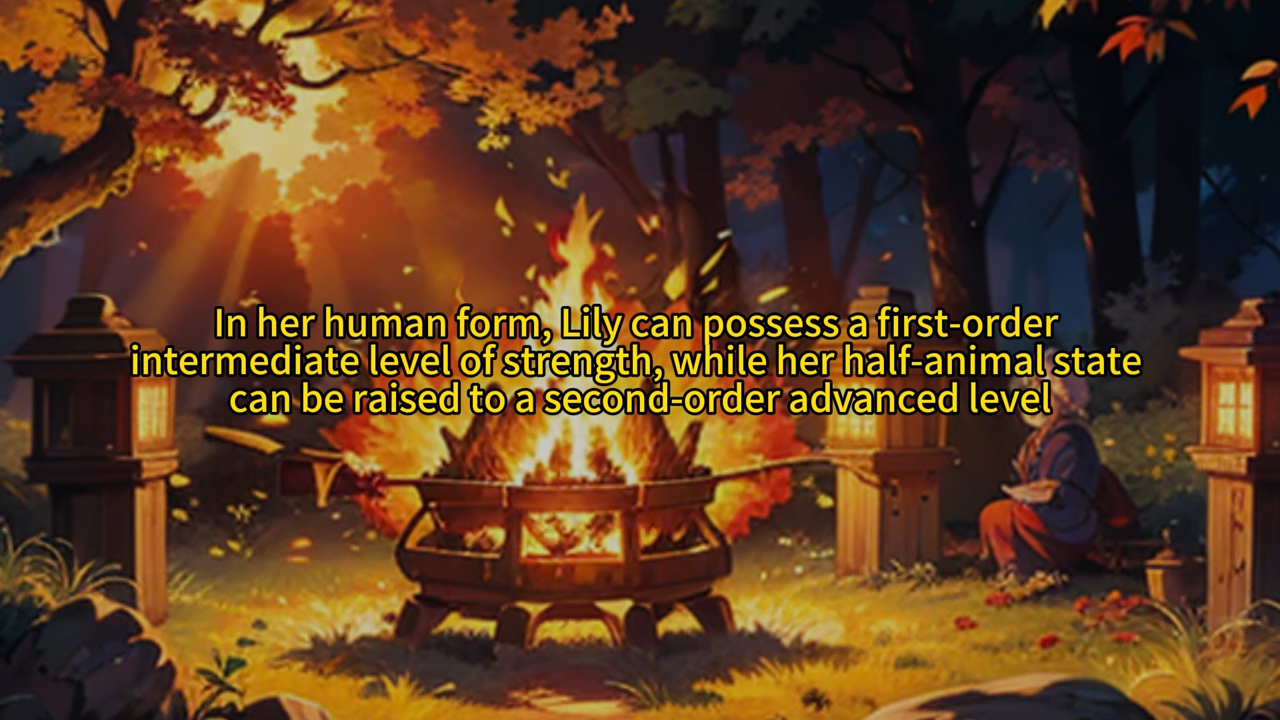 In her human form, Lily can possess a first-order
intermediate level of strength, while her half-animal state
can be raised to a second-order advanced level